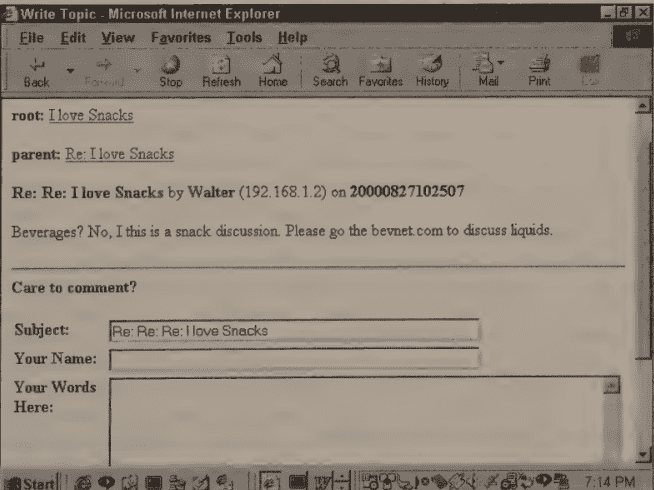 Write Topic - Microsoft Internet Explorer
File Edit View Favorites Tools Help
Back Forward Stop Refresh Home Search Favorites History Mail Print
root: I love Snacks
parent: Re: I love Snacks
Re: Re: I love Snacks by Walter (192.168.1.2) on 20000827102507
Beverages? No, I this is a snack discussion. Please go the bevnet.com to discuss liquids.
Care to comment?
Subject: Re: Re: Re: I love Snacks
Your Name:
Your Words
Here:
Start 7:14 PM